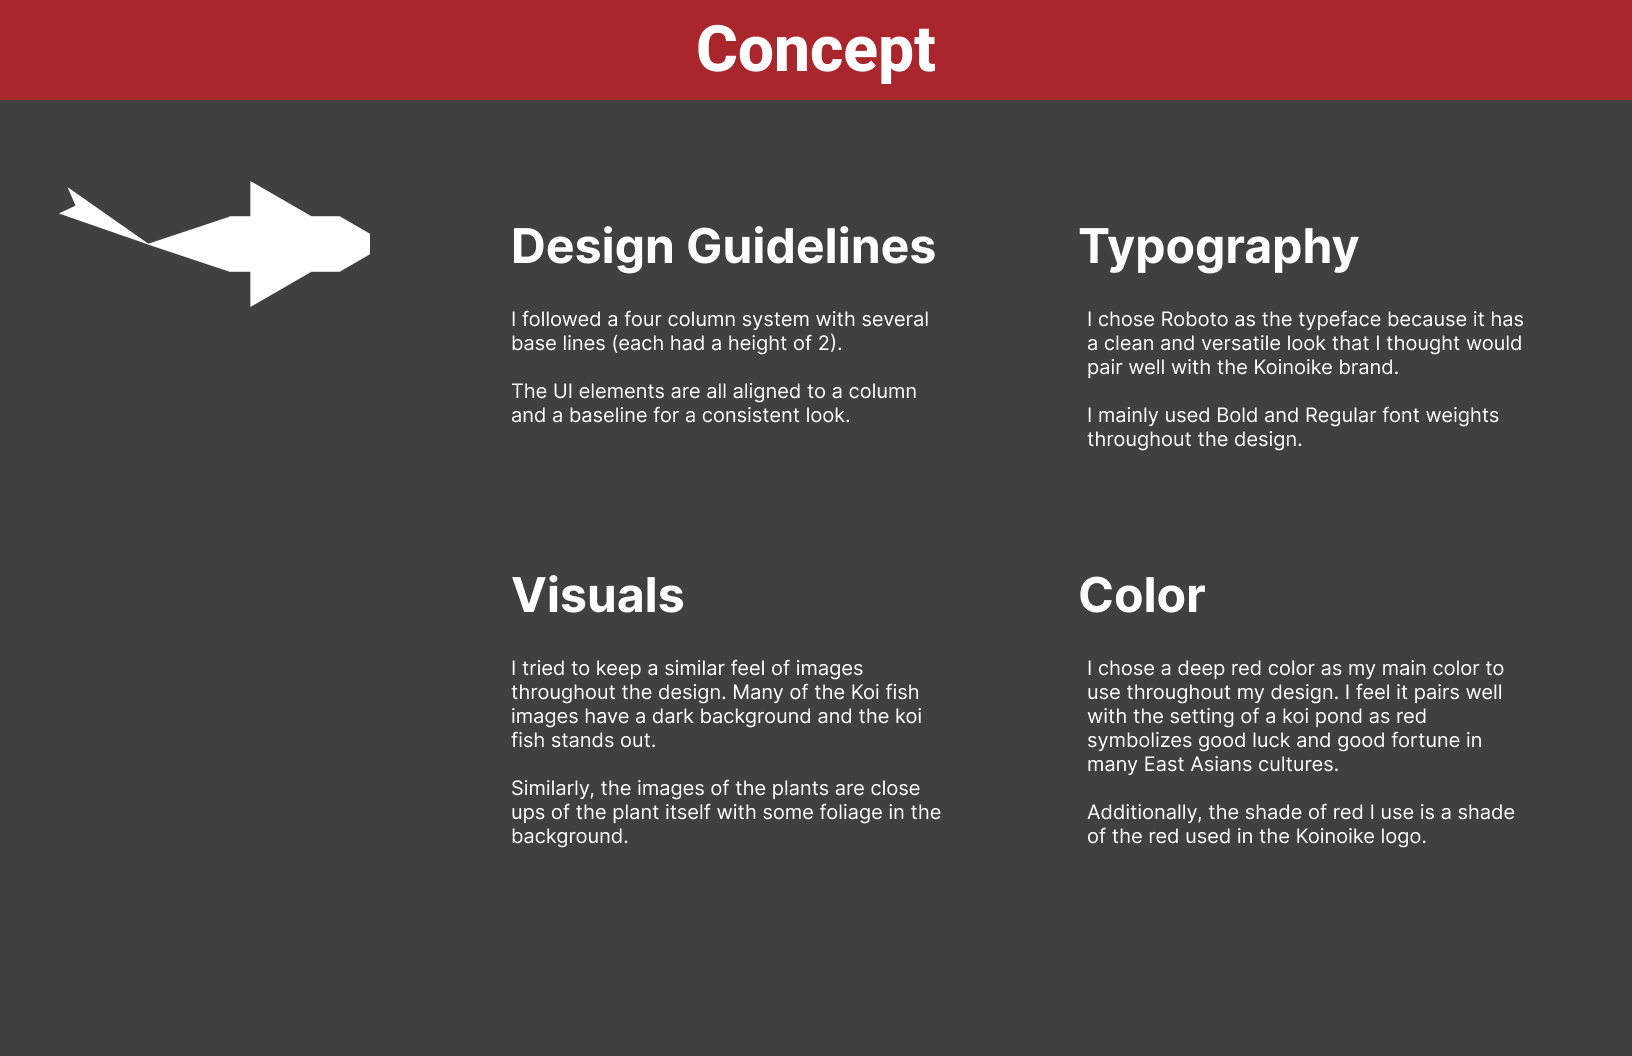 Concept
Design Guidelines
I followed a four column system with several
base lines (each had a height of 2).
The UI elements are all aligned to a column
and a baseline for a consistent look.
Typography
I chose Roboto as the typeface because it has
a clean and versatile look that I thought would
pair well with the Koinoike brand.
I mainly used Bold and Regular font weights
throughout the design.
Visuals
I tried to keep a similar feel of images
throughout the design. Many of the Koi fish
images have a dark background and the koi
fish stands out.
Similarly, the images of the plants are close
ups of the plant itself with some foliage in the
background.
Color
I chose a deep red color as my main color to
use throughout my design. I feel it pairs well
with the setting of a koi pond as red
symbolizes good luck and good fortune in
many East Asians cultures.
Additionally, the shade of red I use is a shade
of the red used in the Koinoike logo.